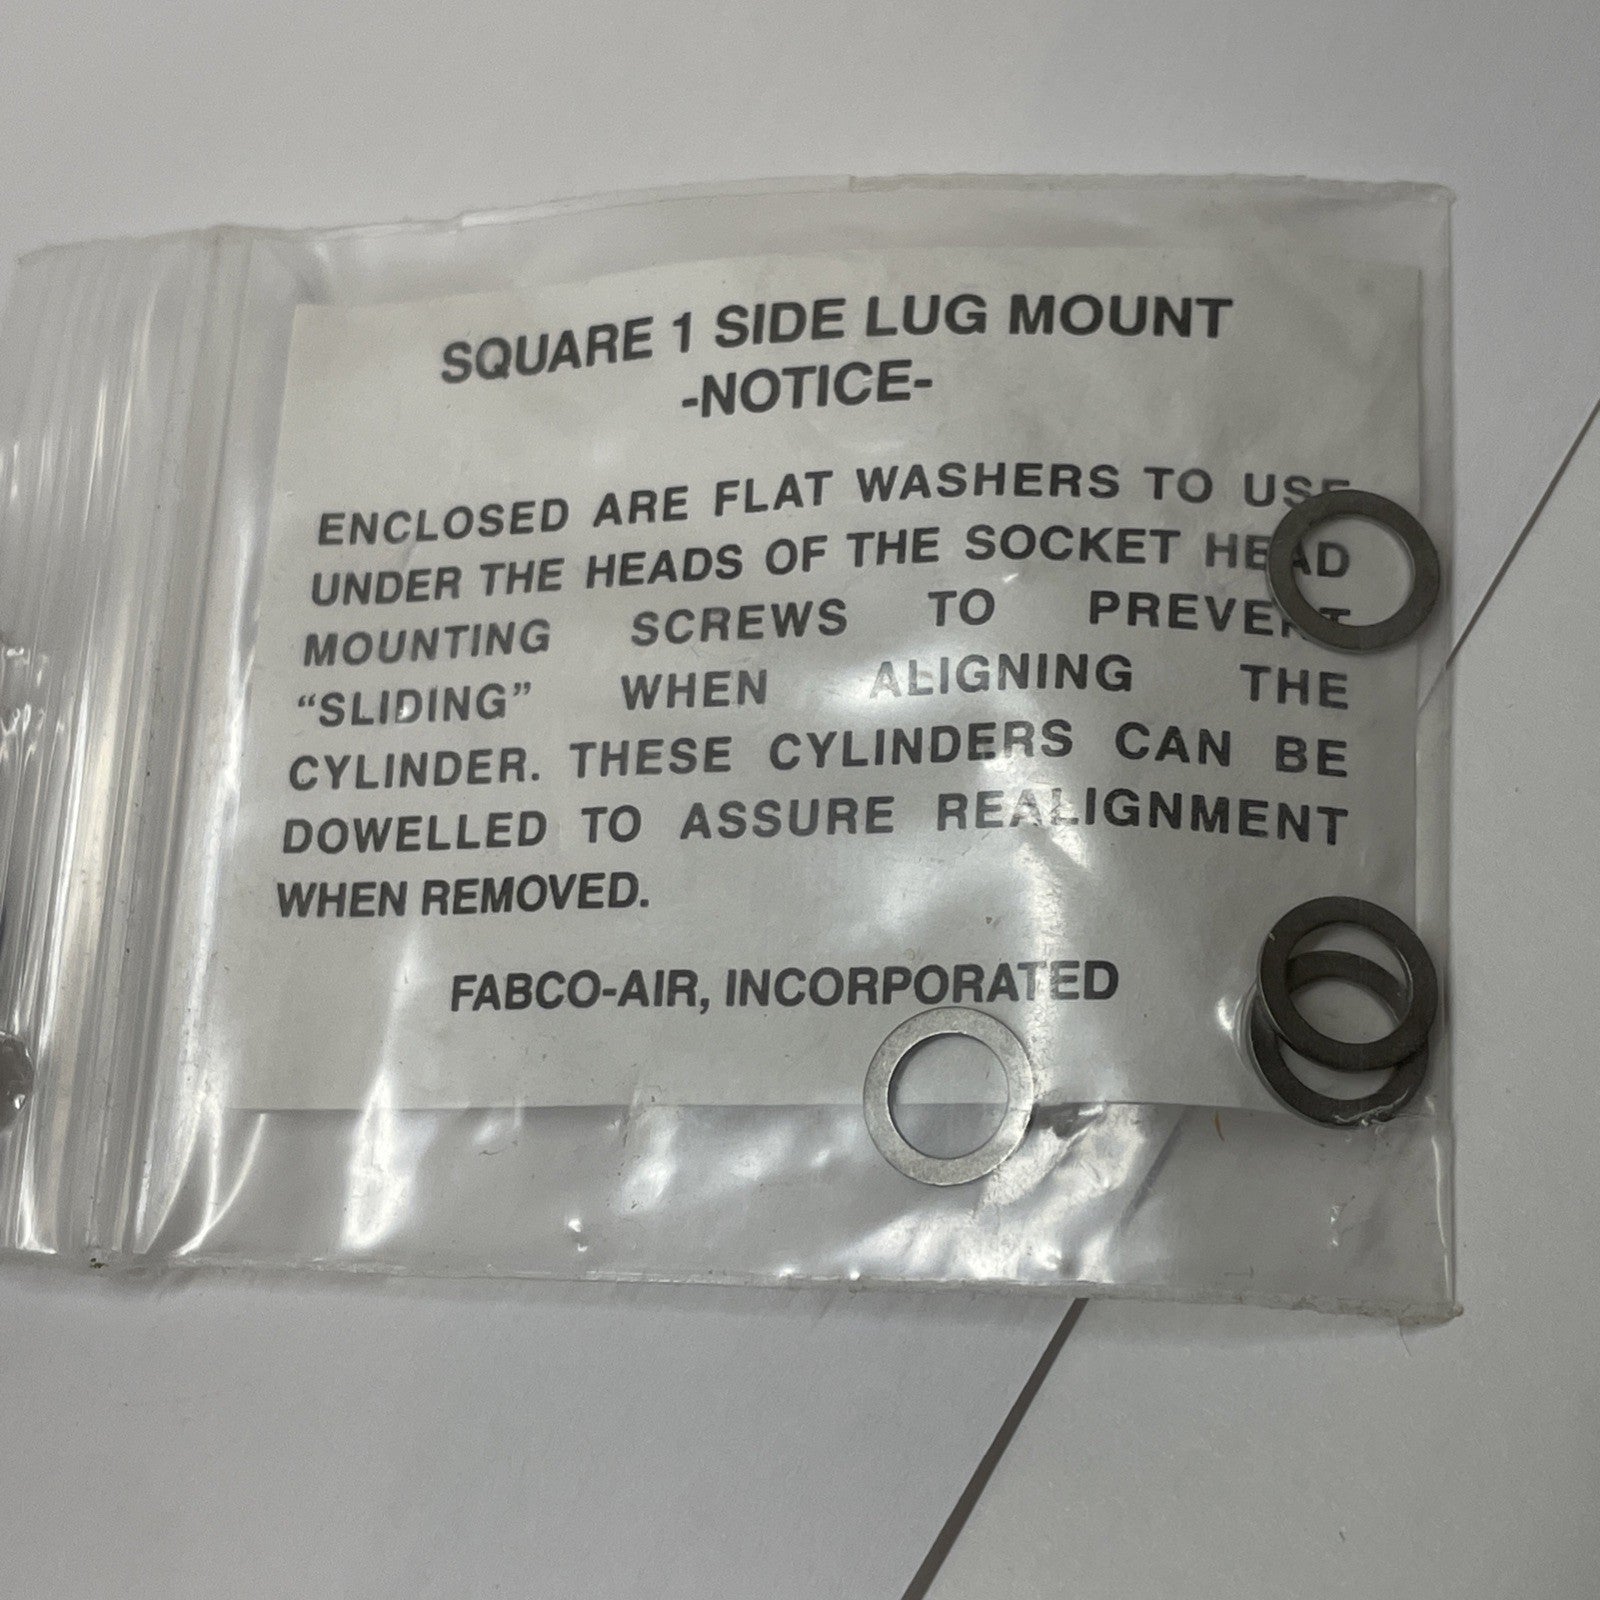 SQUARE 1 SIDE LUG MOUNT
-NOTICE-
ENCLOSED ARE FLAT WASHERS TO USE
UNDER THE HEADS OF THE SOCKET HEAD
MOUNTING SCREWS TO PREVENT
“SLIDING” WHEN ALIGNING THE
CYLINDER. THESE CYLINDERS CAN BE
DOWELLED TO ASSURE REALIGNMENT
WHEN REMOVED.
FABCO-AIR, INCORPORATED